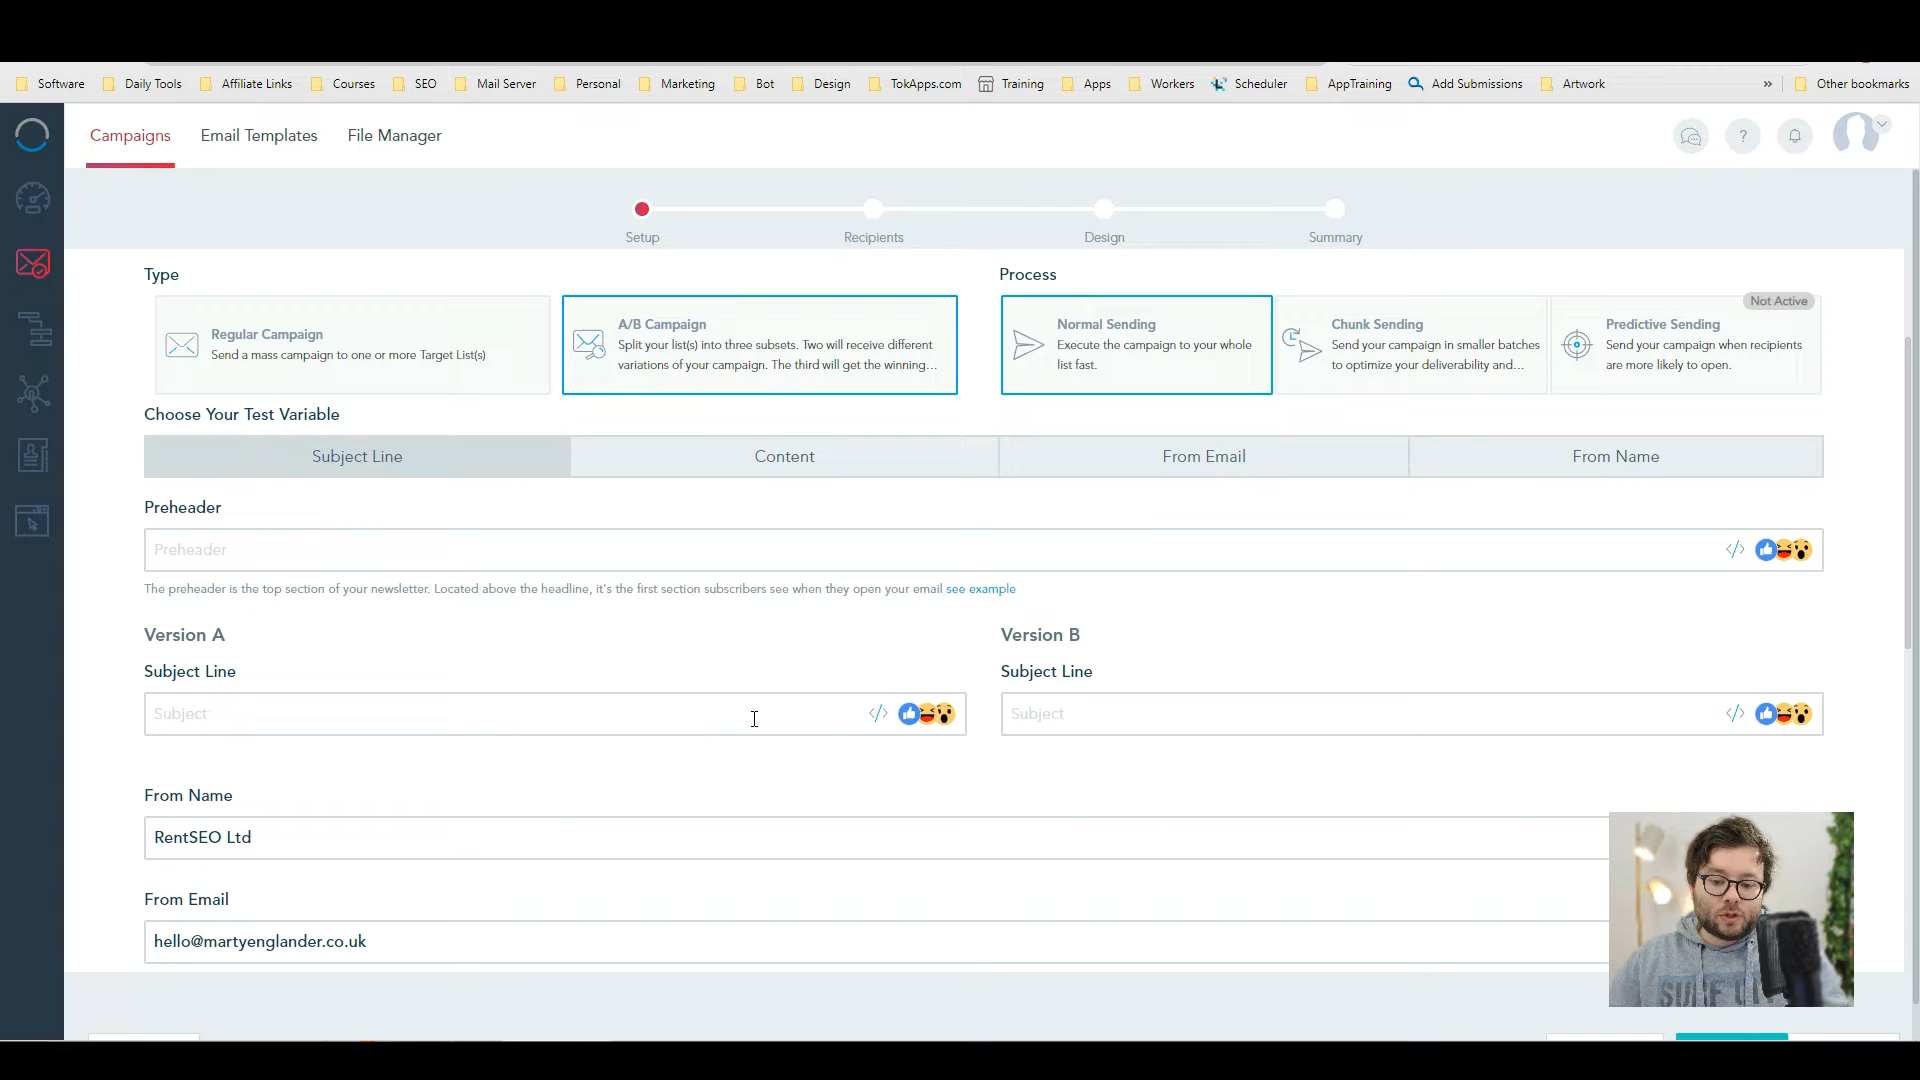 Software
Daily Tools
Affiliate Links
Courses
SEO
Mail Server
Personal
Marketing
Bot
Design
TokApps.com
Training
Apps
Workers
Scheduler
AppTraining
Add Submissions
Artwork
»
Other bookmarks
Campaigns
Email Templates
File Manager
?
Setup
Recipients
Design
Summary
Type
Process
Regular Campaign
Send a mass campaign to one or more Target List(s)
A/B Campaign
Split your list(s) into three subsets. Two will receive different
variations of your campaign. The third will get the winning...
Normal Sending
Execute the campaign to your whole
list fast.
Chunk Sending
Send your campaign in smaller batches
to optimize your deliverability and...
Not Active
Predictive Sending
Send your campaign when recipients
are more likely to open.
Choose Your Test Variable
Subject Line
Content
From Email
From Name
Preheader
Preheader
</>
The preheader is the top section of your newsletter. Located above the headline, it's the first section subscribers see when they open your email see example
Version A
Version B
Subject Line
Subject Line
Subject
</>
Subject
</>
From Name
RentSEO Ltd
From Email
hello@martyenglander.co.uk